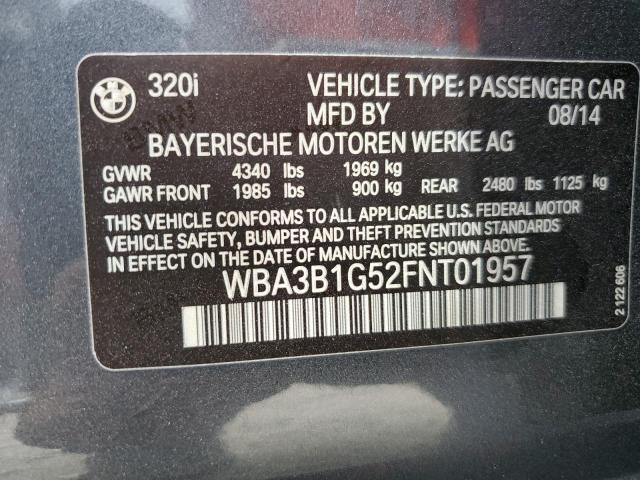 320i VEHICLE TYPE: PASSENGER CAR
MFD BY 08/14
BAYERISCHE MOTOREN WERKE AG
GVWR 4340 lbs 1969 kg
GAWR FRONT 1985 lbs 900 kg REAR 2480 lbs 1125 kg
THIS VEHICLE CONFORMS TO ALL APPLICABLE U.S. FEDERAL MOTOR
VEHICLE SAFETY, BUMPER AND THEFT PREVENTION STANDARDS
IN EFFECT ON THE DATE OF MANUFACTURE SHOWN ABOVE.
WBA3B1G52FNT01957
2 122 606